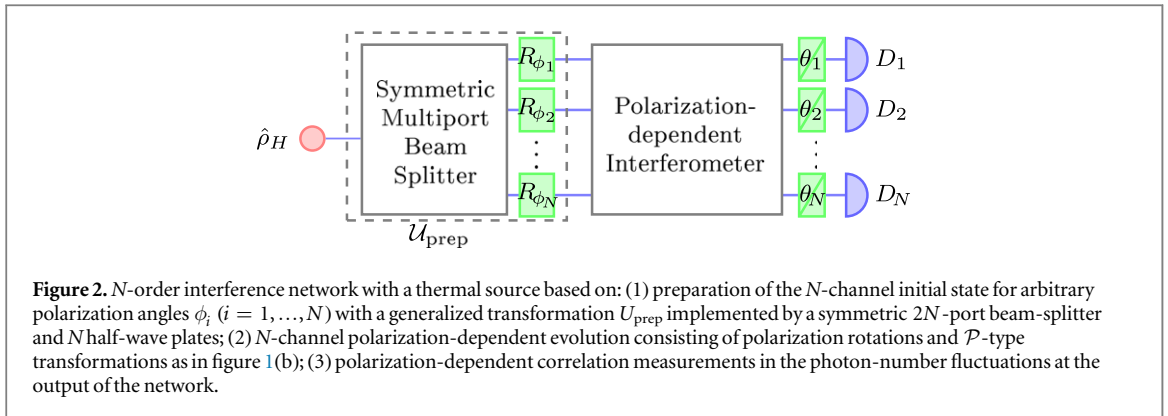 R_{ϕ_1} θ_1 D_1
Symmetric
Multiport
Beam
Splitter
R_{ϕ_2} θ_2 D_2
Polarization-
dependent
Interferometer
ρ̂_H
R_{ϕ_N} θ_N D_N
𝒰_prep
Figure 2. N-order interference network with a thermal source based on: (1) preparation of the N-channel initial state for arbitrary
polarization angles ϕ_i (i = 1,…,N) with a generalized transformation U_prep implemented by a symmetric 2N-port beam-splitter
and N half-wave plates; (2) N-channel polarization-dependent evolution consisting of polarization rotations and 𝒫-type
transformations as in figure 1(b); (3) polarization-dependent correlation measurements in the photon-number fluctuations at the
output of the network.